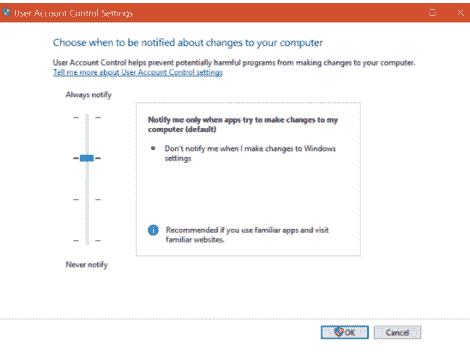 User Account Control Settings
Choose when to be notified about changes to your computer
User Account Control helps prevent potentially harmful programs from making changes to your computer.
Tell me more about User Account Control settings
Always notify
Notify me only when apps try to make changes to my
computer (default)
Don't notify me when I make changes to Windows
settings
Recommended if you use familiar apps and visit
familiar websites.
Never notify
OK
Cancel